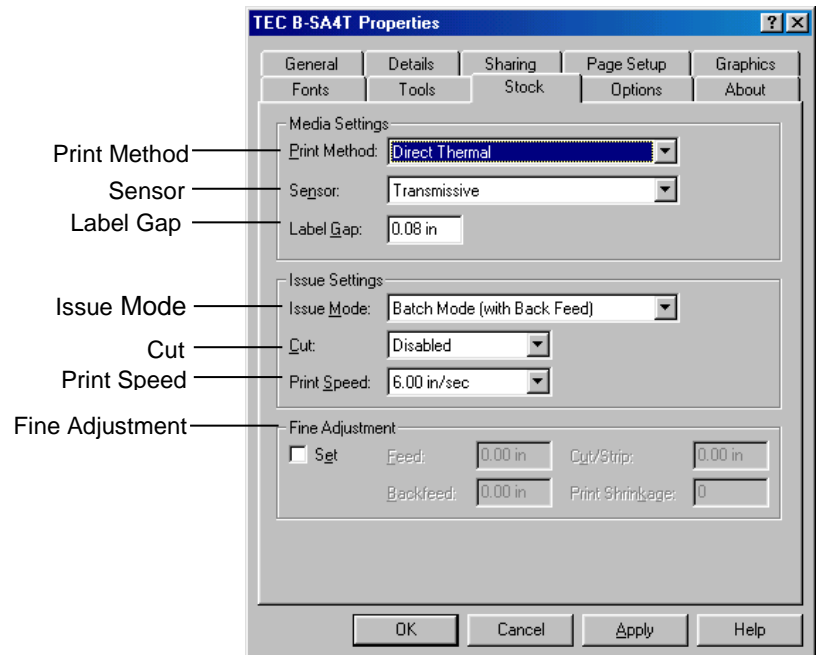 TEC B-SA4T Properties
General Details Sharing Page Setup Graphics
Fonts Tools Stock Options About
Media Settings
Print Method Print Method: Direct Thermal
Sensor Sensor: Transmissive
Label Gap Label Gap: 0.08 in
Issue Settings
Issue Mode Issue Mode: Batch Mode (with Back Feed)
Cut Cut: Disabled
Print Speed Print Speed: 6.00 in/sec
Fine Adjustment Fine Adjustment
Set Feed: 0.00 in Cut/Strip: 0.00 in
Backfeed: 0.00 in Print Shrinkage: 0
OK Cancel Apply Help